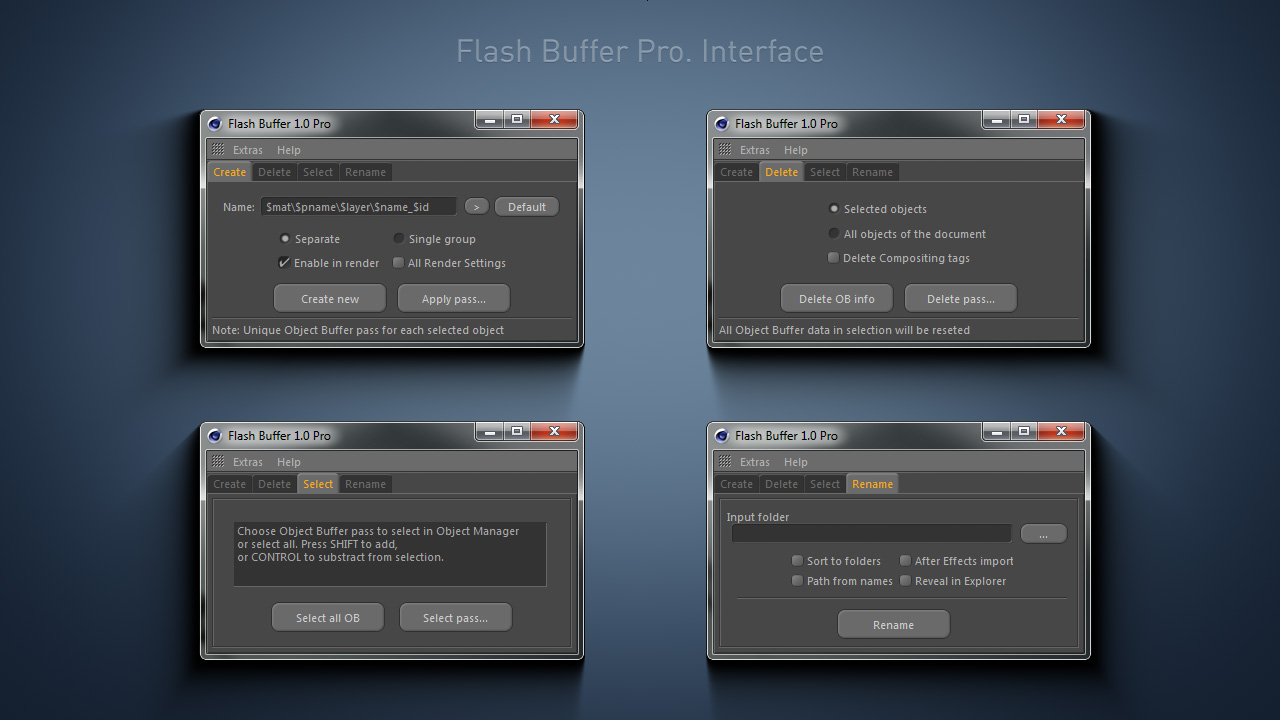 Flash Buffer Pro. Interface
Flash Buffer 1.0 Pro
Extras Help
Create Delete Select Rename
Name: $mat\$pname\$layer\$name_$id > Default
Separate Single group
Enable in render All Render Settings
Create new Apply pass...
Note: Unique Object Buffer pass for each selected object
Flash Buffer 1.0 Pro
Extras Help
Create Delete Select Rename
Selected objects
All objects of the document
Delete Compositing tags
Delete OB info Delete pass...
All Object Buffer data in selection will be reseted
Flash Buffer 1.0 Pro
Extras Help
Create Delete Select Rename
Choose Object Buffer pass to select in Object Manager
or select all. Press SHIFT to add,
or CONTROL to substract from selection.
Select all OB Select pass...
Flash Buffer 1.0 Pro
Extras Help
Create Delete Select Rename
Input folder
...
Sort to folders After Effects import
Path from names Reveal in Explorer
Rename